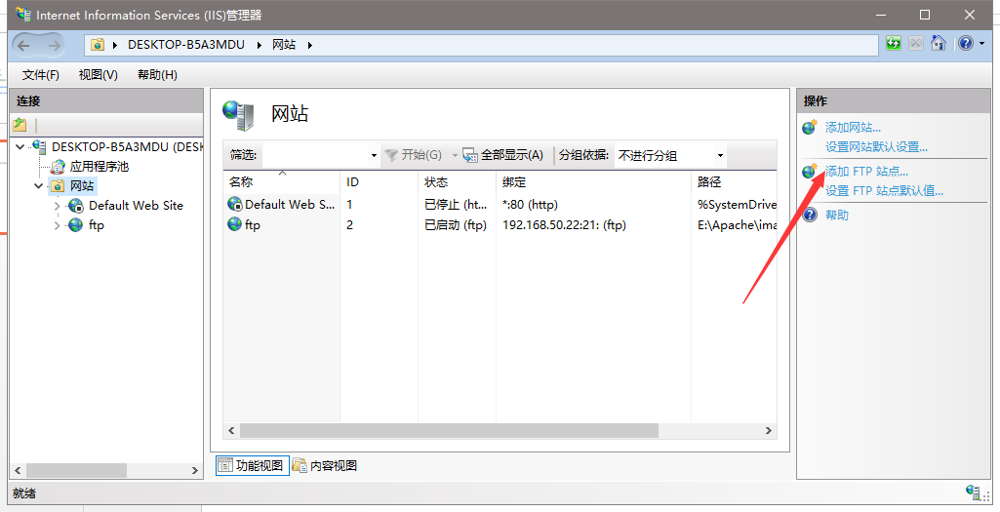 Internet Information Services (IIS)管理器
DESKTOP-B5A3MDU 网站
文件(F) 视图(V) 帮助(H)
连接
DESKTOP-B5A3MDU (DESK
应用程序池
网站
Default Web Site
ftp
网站
筛选: 开始(G) 全部显示(A) 分组依据: 不进行分组
名称 ID 状态 绑定 路径
Default Web S... 1 已停止 (ht... *:80 (http) %SystemDrive
ftp 2 已启动 (ftp) 192.168.50.22:21: (ftp) E:\Apache\ima
功能视图 内容视图
操作
添加网站...
设置网站默认设置...
添加 FTP 站点...
设置 FTP 站点默认值...
帮助
就绪